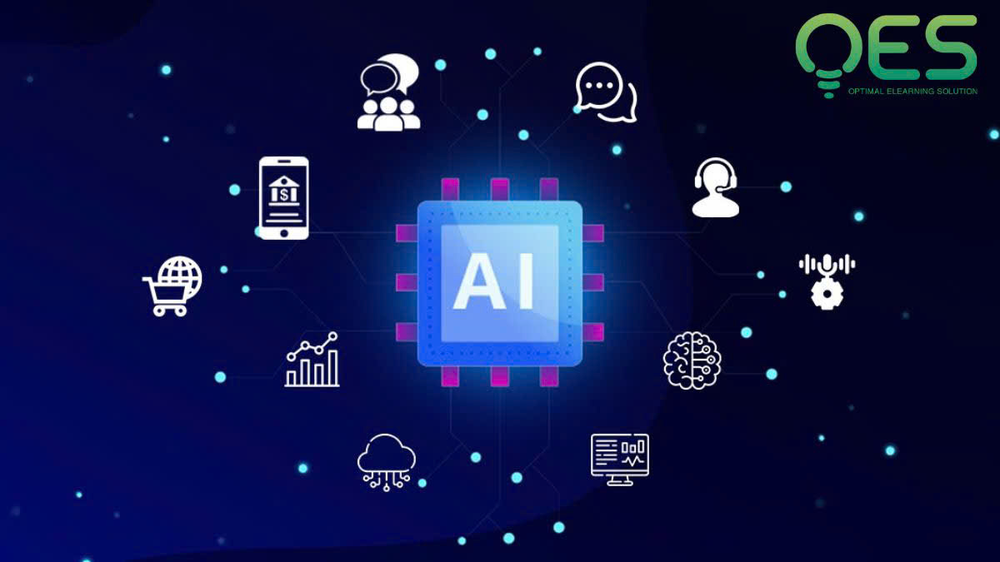 OES
OPTIMAL ELEARNING SOLUTION
$
AI